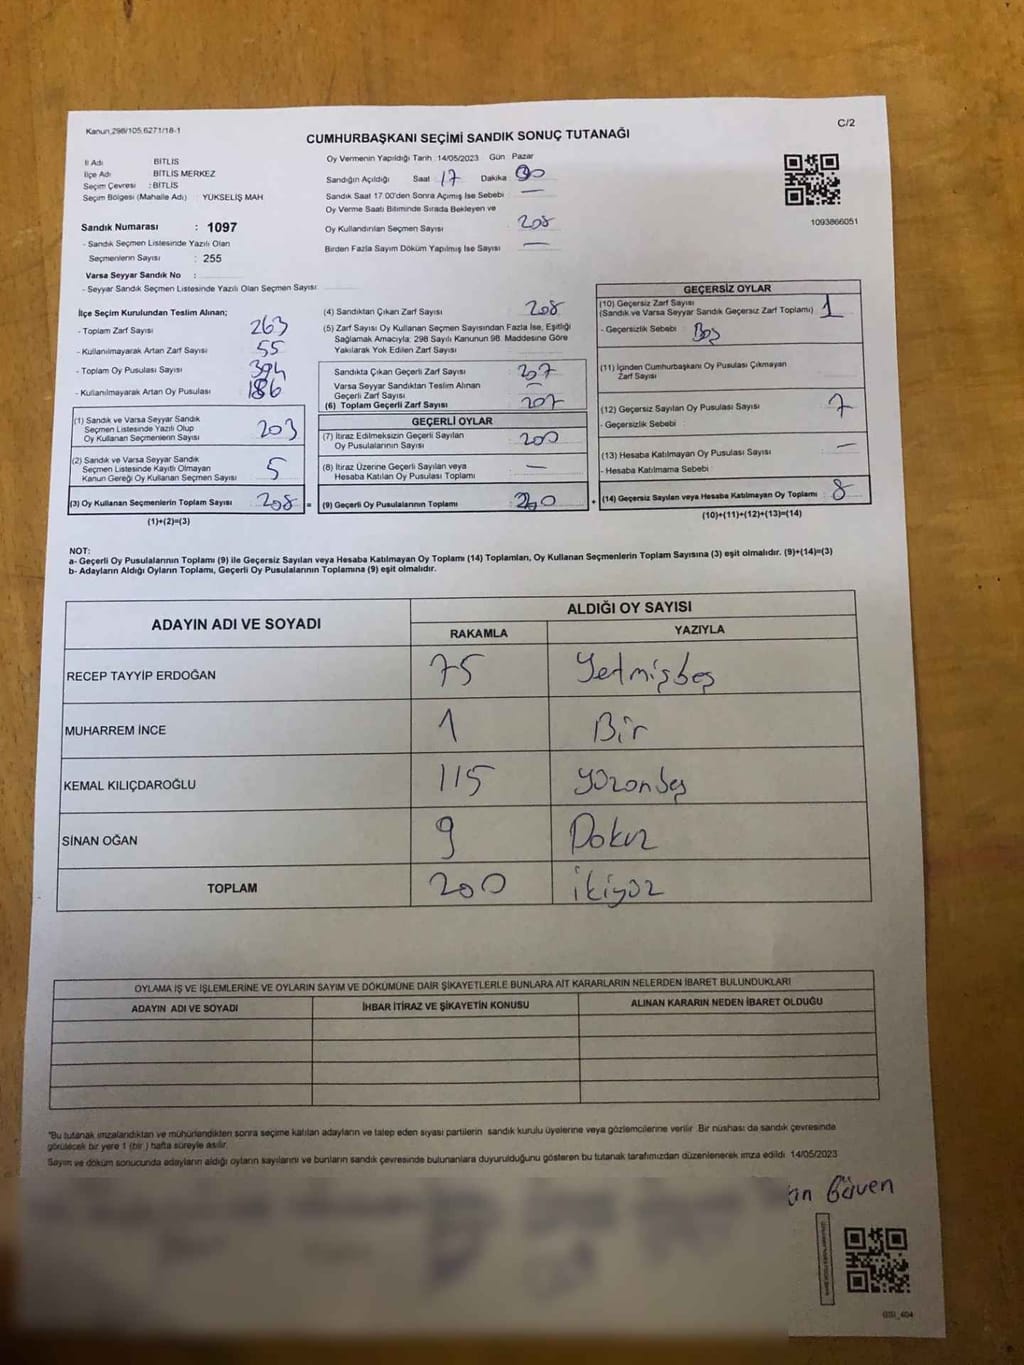 Kanun,298/105,6271/18-1
C/2
CUMHURBAŞKANI SEÇİMİ SANDIK SONUÇ TUTANAĞI
İl Adı BİTLİS
İlçe Adı BİTLİS MERKEZ
Seçim Çevresi : BİTLİS
Seçim Bölgesi (Mahalle Adı) : YÜKSELİŞ MAH
Sandık Numarası : 1097
- Sandık Seçmen Listesinde Yazılı Olan
Seçmenlerin Sayısı : 255
Varsa Seyyar Sandık No :
- Seyyar Sandık Seçmen Listesinde Yazılı Olan Seçmen Sayısı:
Oy Vermenin Yapıldığı Tarih :14/05/2023 Gün Pazar
Sandığın Açıldığı Saat 17 Dakika 00
Sandık Saat 17.00'den Sonra Açılmış İse Sebebi —
Oy Verme Saati Bitiminde Sırada Bekleyen ve
Oy Kullandırılan Seçmen Sayısı 208
Birden Fazla Sayım Döküm Yapılmış İse Sayısı —
1093866051
İlçe Seçim Kurulundan Teslim Alınan;
- Toplam Zarf Sayısı 263
- Kullanılmayarak Artan Zarf Sayısı 55
- Toplam Oy Pusulası Sayısı 394
- Kullanılmayarak Artan Oy Pusulası 186
(1) Sandık ve Varsa Seyyar Sandık
Seçmen Listesinde Yazılı Olup
Oy Kullanan Seçmenlerin Sayısı 203
(2) Sandık ve Varsa Seyyar Sandık
Seçmen Listesinde Kayıtlı Olmayan
Kanun Gereği Oy Kullanan Seçmen Sayısı 5
(3) Oy Kullanan Seçmenlerin Toplam Sayısı 208 =
(1)+(2)=(3)
(4) Sandıktan Çıkan Zarf Sayısı 208
(5) Zarf Sayısı Oy Kullanan Seçmen Sayısından Fazla İse, Eşitliği
Sağlamak Amacıyla; 298 Sayılı Kanunun 98. Maddesine Göre
Yakılarak Yok Edilen Zarf Sayısı
Sandıkta Çıkan Geçerli Zarf Sayısı 207
Varsa Seyyar Sandıktan Teslim Alınan
Geçerli Zarf Sayısı —
(6) Toplam Geçerli Zarf Sayısı 207
GEÇERLİ OYLAR
(7) İtiraz Edilmeksizin Geçerli Sayılan
Oy Pusulalarının Sayısı 200
(8) İtiraz Üzerine Geçerli Sayılan veya
Hesaba Katılan Oy Pusulası Toplamı —
(9) Geçerli Oy Pusulalarının Toplamı 200 +
GEÇERSİZ OYLAR
(10) Geçersiz Zarf Sayısı
(Sandık ve Varsa Seyyar Sandık Geçersiz Zarf Toplamı) 1
- Geçersizlik Sebebi Boş
(11) İçinden Cumhurbaşkanı Oy Pusulası Çıkmayan
Zarf Sayısı
(12) Geçersiz Sayılan Oy Pusulası Sayısı 7
- Geçersizlik Sebebi
(13) Hesaba Katılmayan Oy Pusulası Sayısı —
- Hesaba Katılmama Sebebi
(14) Geçersiz Sayılan veya Hesaba Katılmayan Oy Toplamı 8
(10)+(11)+(12)+(13)=(14)
NOT:
a- Geçerli Oy Pusulalarının Toplamı (9) ile Geçersiz Sayılan veya Hesaba Katılmayan Oy Toplamı (14) Toplamları, Oy Kullanan Seçmenlerin Toplam Sayısına (3) eşit olmalıdır. (9)+(14)=(3)
b- Adayların Aldığı Oyların Toplamı, Geçerli Oy Pusulalarının Toplamına (9) eşit olmalıdır.
ADAYIN ADI VE SOYADI ALDIĞI OY SAYISI
RAKAMLA YAZIYLA
RECEP TAYYİP ERDOĞAN 75 Yetmişbeş
MUHARREM İNCE 1 Bir
KEMAL KILIÇDAROĞLU 115 yüzonbeş
SİNAN OĞAN 9 Dokuz
TOPLAM 200 ikiyüz
OYLAMA İŞ VE İŞLEMLERİNE VE OYLARIN SAYIM VE DÖKÜMÜNE DAİR ŞİKAYETLERLE BUNLARA AİT KARARLARIN NELERDEN İBARET BULUNDUKLARI
ADAYIN ADI VE SOYADI İHBAR İTİRAZ VE ŞİKAYETİN KONUSU ALINAN KARARIN NEDEN İBARET OLDUĞU
*Bu tutanak imzalandıktan ve mühürlendikten sonra seçime katılan adayların ve talep eden siyasi partilerin sandık kurulu üyelerine veya gözlemcilerine verilir. Bir nüshası da sandık çevresinde
görülecek bir yere 1 (bir ) hafta süreyle asılır.
Sayım ve döküm sonucunda adayların aldığı oyların sayılarını ve bunların sandık çevresinde bulunanlara duyurulduğunu gösteren bu tutanak tarafımızdan düzenlenerek imza edildi. 14/05/2023
an Güven